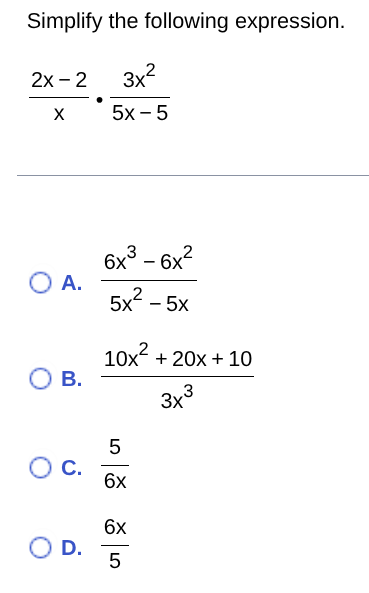 Simplify the following expression.
2x – 2 3x²
x • 5x – 5
A. 6x³ – 6x²
5x² – 5x
B. 10x² + 20x + 10
3x³
C. 5
6x
D. 6x
5